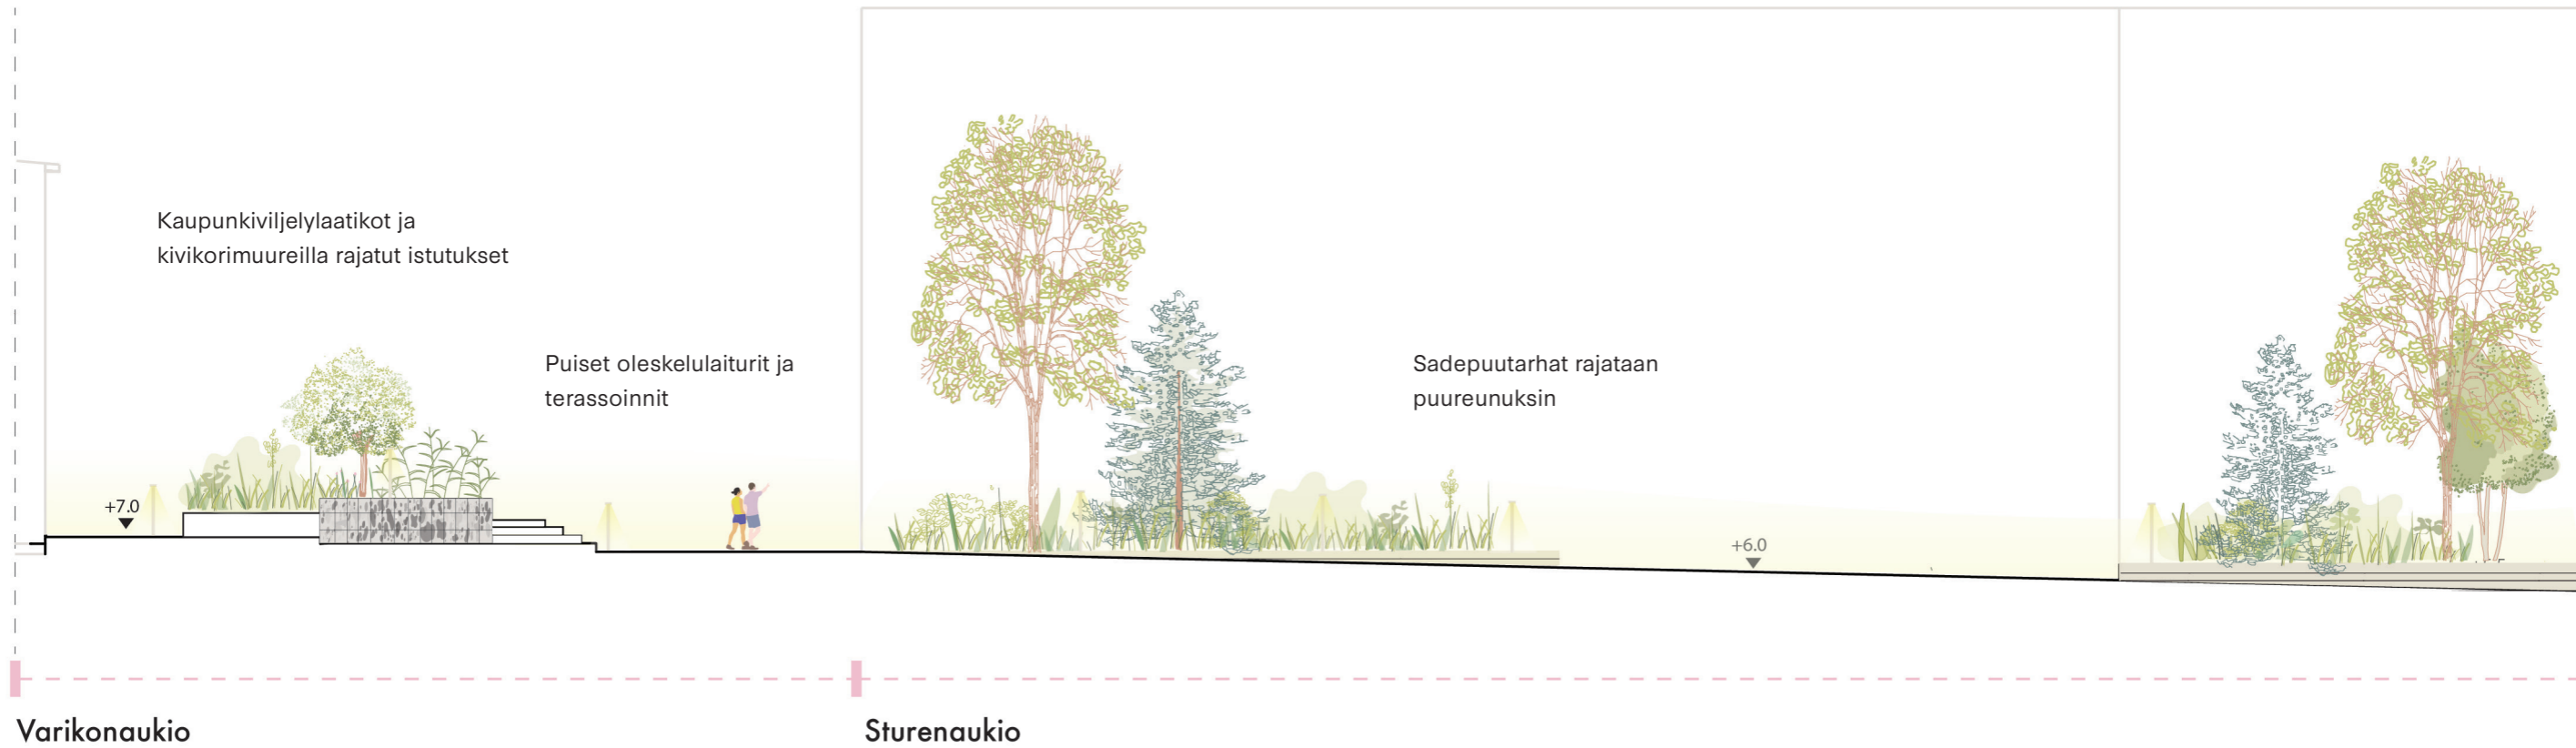 Kaupunkiviljelylaatikot ja
kivikorimuureilla rajatut istutukset
Puiset oleskelulaiturit ja
terassoinnit
Sadepuutarhat rajataan
puureunuksin
+7.0
+6.0
Varikonaukio
Sturenaukio